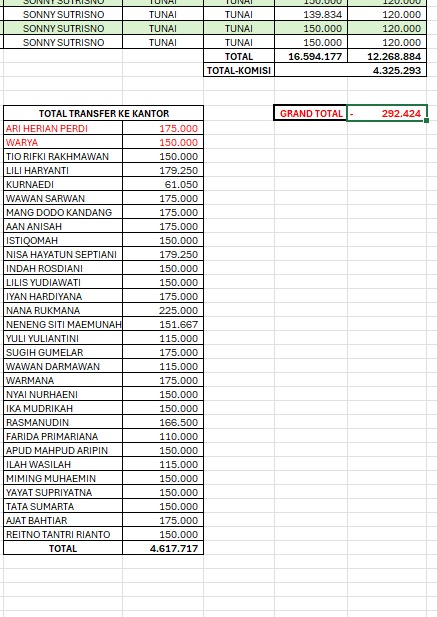 SONNY SUTRISNO TUNAI TUNAI 150.000 120.000
SONNY SUTRISNO TUNAI TUNAI 139.834 120.000
SONNY SUTRISNO TUNAI TUNAI 150.000 120.000
SONNY SUTRISNO TUNAI TUNAI 150.000 120.000
TOTAL 16.594.177 12.268.884
TOTAL-KOMISI 4.325.293
TOTAL TRANSFER KE KANTOR GRAND TOTAL - 292.424
ARI HERIAN PERDI 175.000
WARYA 150.000
TIO RIFKI RAKHMAWAN 150.000
LILI HARYANTI 179.250
KURNAEDI 61.050
WAWAN SARWAN 175.000
MANG DODO KANDANG 175.000
AAN ANISAH 175.000
ISTIQOMAH 150.000
NISA HAYATUN SEPTIANI 179.250
INDAH ROSDIANI 150.000
LILIS YUDIAWATI 150.000
IYAN HARDIYANA 175.000
NANA RUKMANA 225.000
NENENG SITI MAEMUNAH 151.667
YULI YULIANTINI 115.000
SUGIH GUMELAR 175.000
WAWAN DARMAWAN 115.000
WARMANA 175.000
NYAI NURHAENI 150.000
IKA MUDRIKAH 150.000
RASMANUDIN 166.500
FARIDA PRIMARIANA 110.000
APUD MAHPUD ARIPIN 150.000
ILAH WASILAH 115.000
MIMING MUHAEMIN 150.000
YAYAT SUPRIYATNA 150.000
TATA SUMARTA 150.000
AJAT BAHTIAR 175.000
REITNO TANTRI RIANTO 150.000
TOTAL 4.617.717